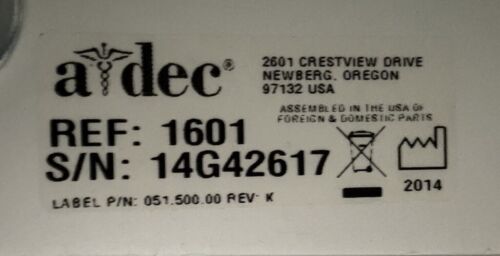 a dec®
2601 CRESTVIEW DRIVE
NEWBERG, OREGON
97132 USA
ASSEMBLED IN THE USA OF
FOREIGN & DOMESTIC PARTS
REF: 1601
S/N: 14G42617
2014
LABEL P/N: 051.500.00 REV: K